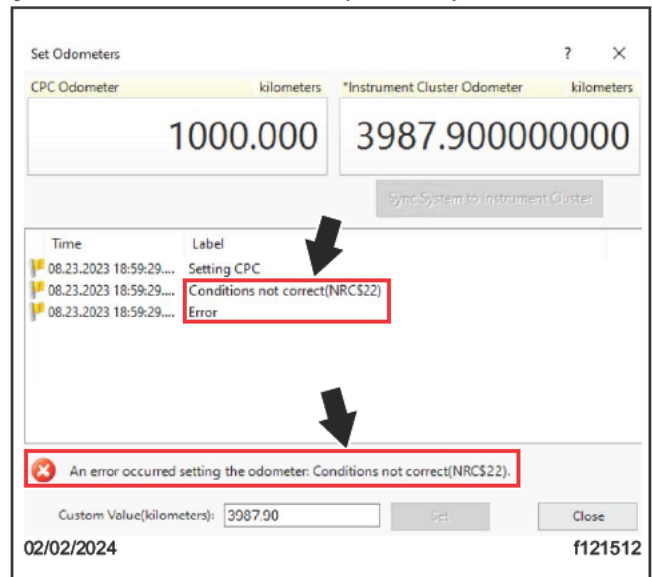 Set Odometers ? ×
CPC Odometer kilometers *Instrument Cluster Odometer kilometers
1000.000 3987.900000000
Sync System to Instrument Cluster
Time Label
08.23.2023 18:59:29.... Setting CPC
08.23.2023 18:59:29.... Conditions not correct(NRC$22)
08.23.2023 18:59:29.... Error
An error occurred setting the odometer: Conditions not correct(NRC$22).
Custom Value(kilometers): 3987.90 Set Close
02/02/2024 f121512